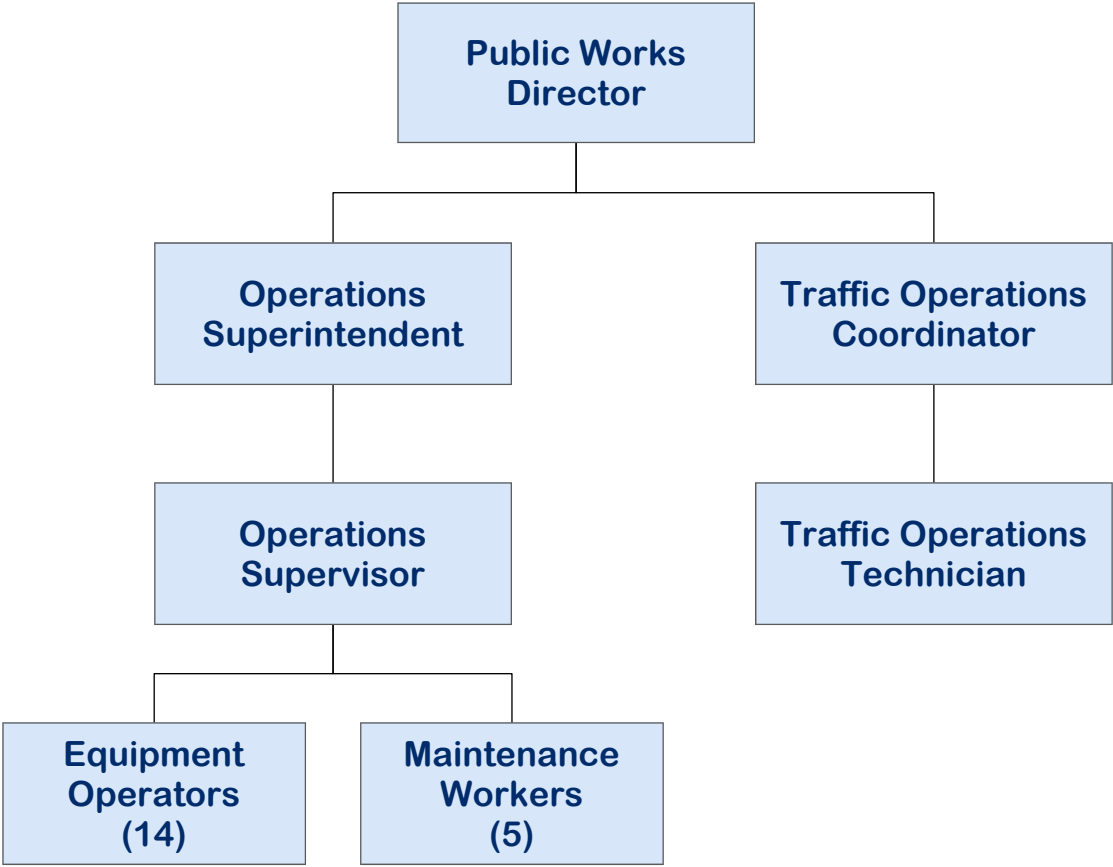 Public Works
Director
Operations
Superintendent
Traffic Operations
Coordinator
Operations
Supervisor
Traffic Operations
Technician
Equipment
Operators
(14)
Maintenance
Workers
(5)